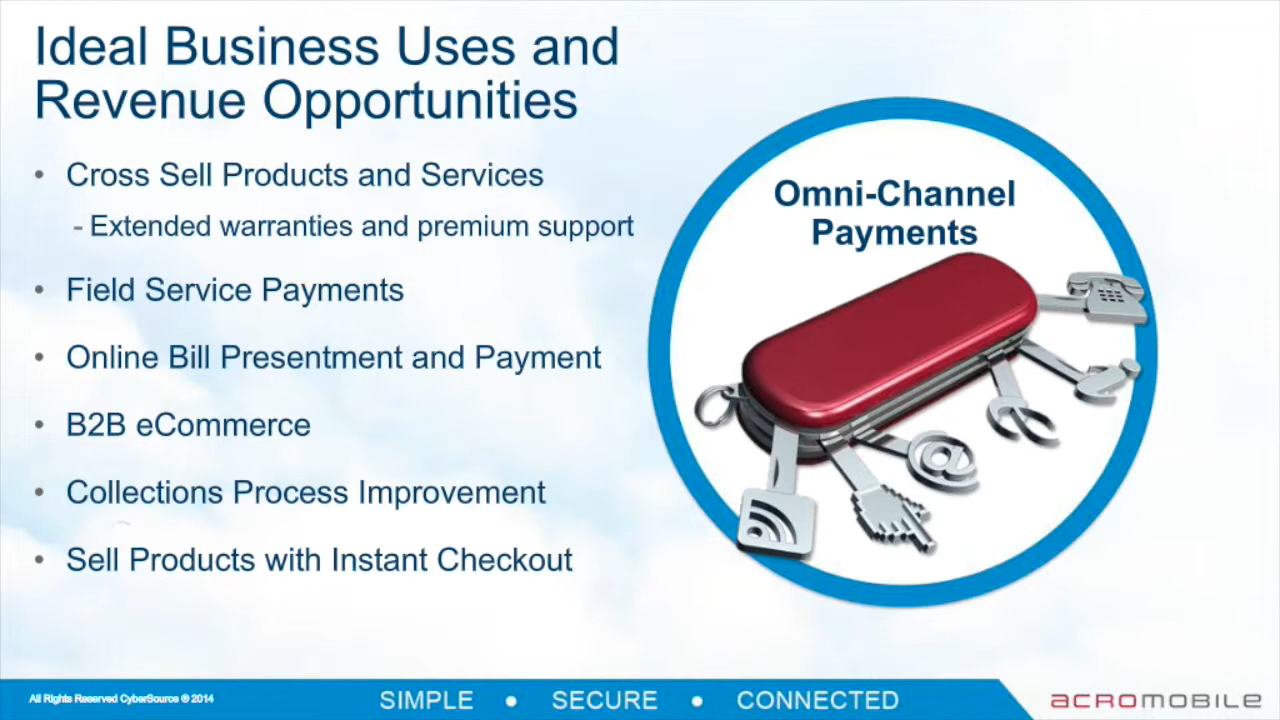 Ideal Business Uses and
Revenue Opportunities
• Cross Sell Products and Services
- Extended warranties and premium support
• Field Service Payments
• Online Bill Presentment and Payment
• B2B eCommerce
• Collections Process Improvement
• Sell Products with Instant Checkout
Omni-Channel
Payments
@
All Rights Reserved CyberSource ® 2014
SIMPLE • SECURE • CONNECTED
ACROMOBILE